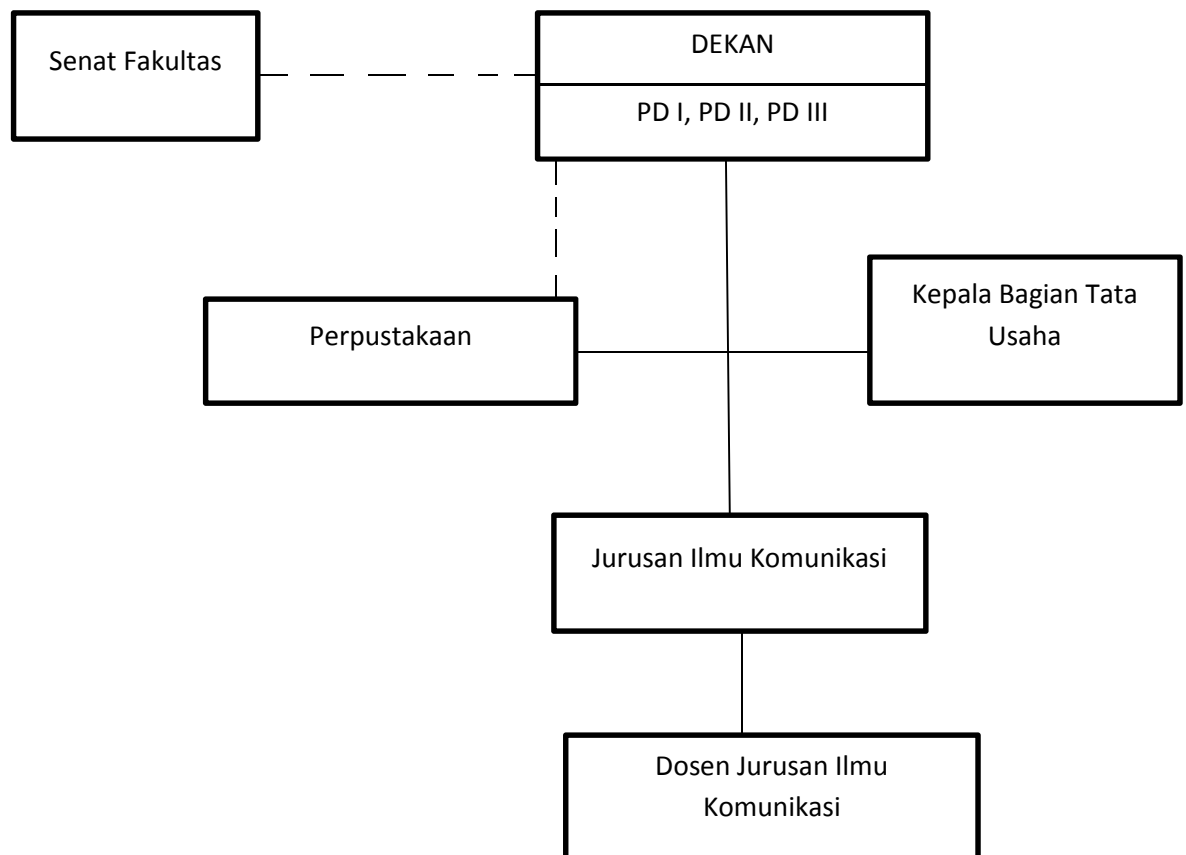 Senat Fakultas
DEKAN
PD I, PD II, PD III
Perpustakaan
Kepala Bagian Tata
Usaha
Jurusan Ilmu Komunikasi
Dosen Jurusan Ilmu
Komunikasi